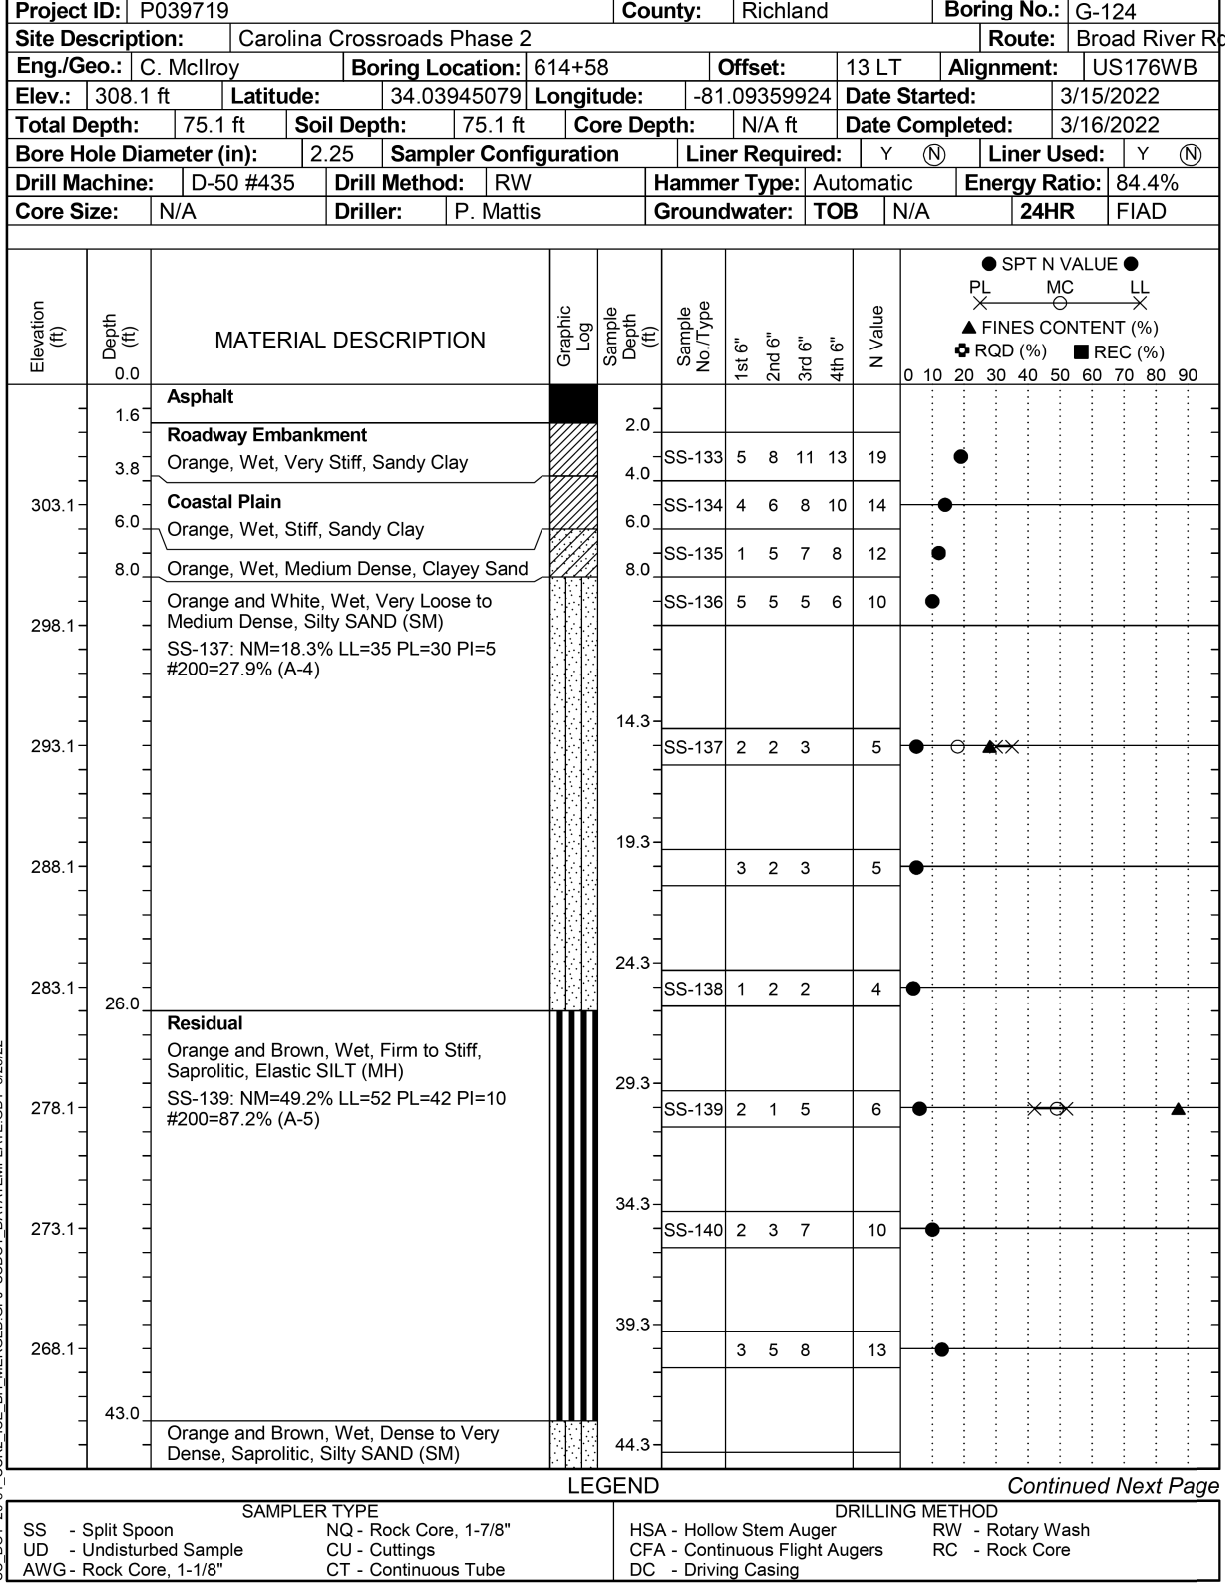 Project ID: P039719 County: Richland Boring No.: G-124
Site Description: Carolina Crossroads Phase 2 Route: Broad River
Eng./Geo.: C. McIlroy Boring Location: 614+58 Offset: 13 LT Alignment: US176WB
Elev.: 308.1 ft Latitude: 34.03945079 Longitude: -81.09359924 Date Started: 3/15/2022
Total Depth: 75.1 ft Soil Depth: 75.1 ft Core Depth: N/A ft Date Completed: 3/16/2022
Bore Hole Diameter (in): 2.25 Sampler Configuration Liner Required: Y N Liner Used: Y N
Drill Machine: D-50 #435 Drill Method: RW Hammer Type: Automatic Energy Ratio: 84.4%
Core Size: N/A Driller: P. Mattis Groundwater: TOB N/A 24HR FIAD
Elevation (ft) Depth (ft) MATERIAL DESCRIPTION Graphic Log Sample Depth (ft) Sample No./Type 1st 6" 2nd 6" 3rd 6" 4th 6" N Value
SPT N VALUE
PL MC LL
FINES CONTENT (%)
RQD (%) REC (%)
0.0 0 10 20 30 40 50 60 70 80 90
Asphalt
1.6 2.0
Roadway Embankment
Orange, Wet, Very Stiff, Sandy Clay SS-133 5 8 11 13 19
3.8 4.0
Coastal Plain
303.1 SS-134 4 6 8 10 14
6.0 6.0
Orange, Wet, Stiff, Sandy Clay
SS-135 1 5 7 8 12
8.0 Orange, Wet, Medium Dense, Clayey Sand 8.0
Orange and White, Wet, Very Loose to SS-136 5 5 5 6 10
298.1 Medium Dense, Silty SAND (SM)
SS-137: NM=18.3% LL=35 PL=30 PI=5
#200=27.9% (A-4)
14.3
293.1 SS-137 2 2 3 5
19.3
288.1 3 2 3 5
24.3
283.1 SS-138 1 2 2 4
26.0
Residual
Orange and Brown, Wet, Firm to Stiff,
Saprolitic, Elastic SILT (MH)
29.3
SS-139: NM=49.2% LL=52 PL=42 PI=10
278.1 SS-139 2 1 5 6
#200=87.2% (A-5)
34.3
273.1 SS-140 2 3 7 10
39.3
268.1 3 5 8 13
43.0
Orange and Brown, Wet, Dense to Very
44.3
Dense, Saprolitic, Silty SAND (SM)
LEGEND Continued Next Page
SAMPLER TYPE DRILLING METHOD
SS - Split Spoon NQ - Rock Core, 1-7/8" HSA - Hollow Stem Auger RW - Rotary Wash
UD - Undisturbed Sample CU - Cuttings CFA - Continuous Flight Augers RC - Rock Core
AWG - Rock Core, 1-1/8" CT - Continuous Tube DC - Driving Casing